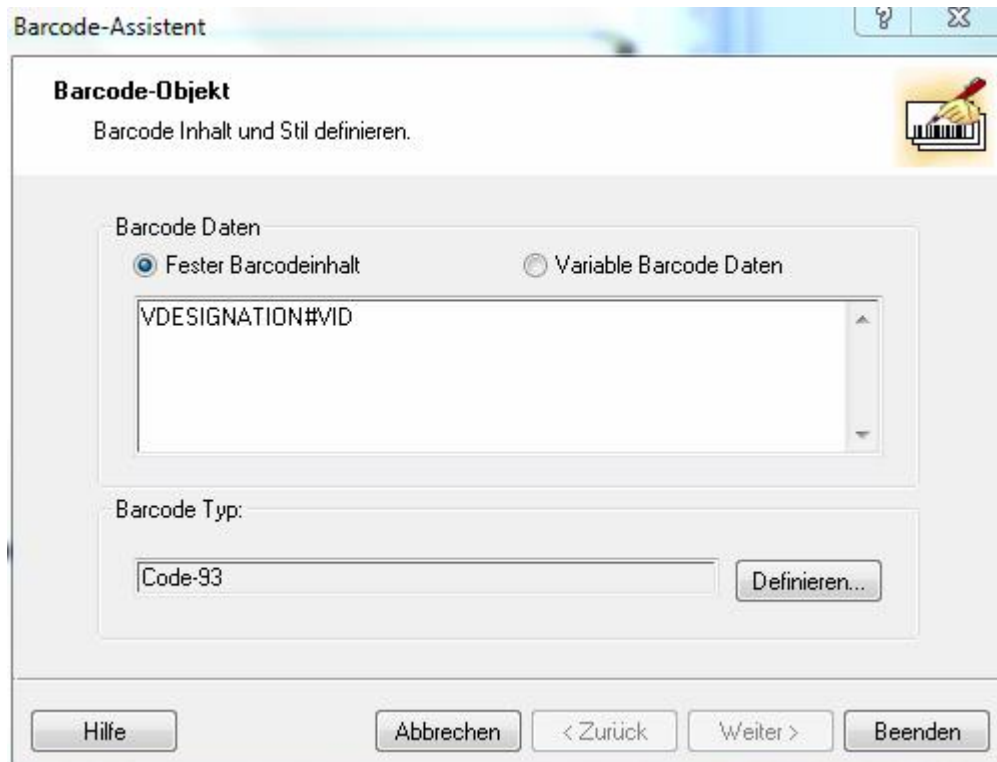 Barcode-Assistent
Barcode-Objekt
Barcode Inhalt und Stil definieren.
Barcode Daten
Fester Barcodeinhalt Variable Barcode Daten
VDESIGNATION#VID
Barcode Typ:
Code-93 Definieren...
Hilfe Abbrechen < Zurück Weiter > Beenden